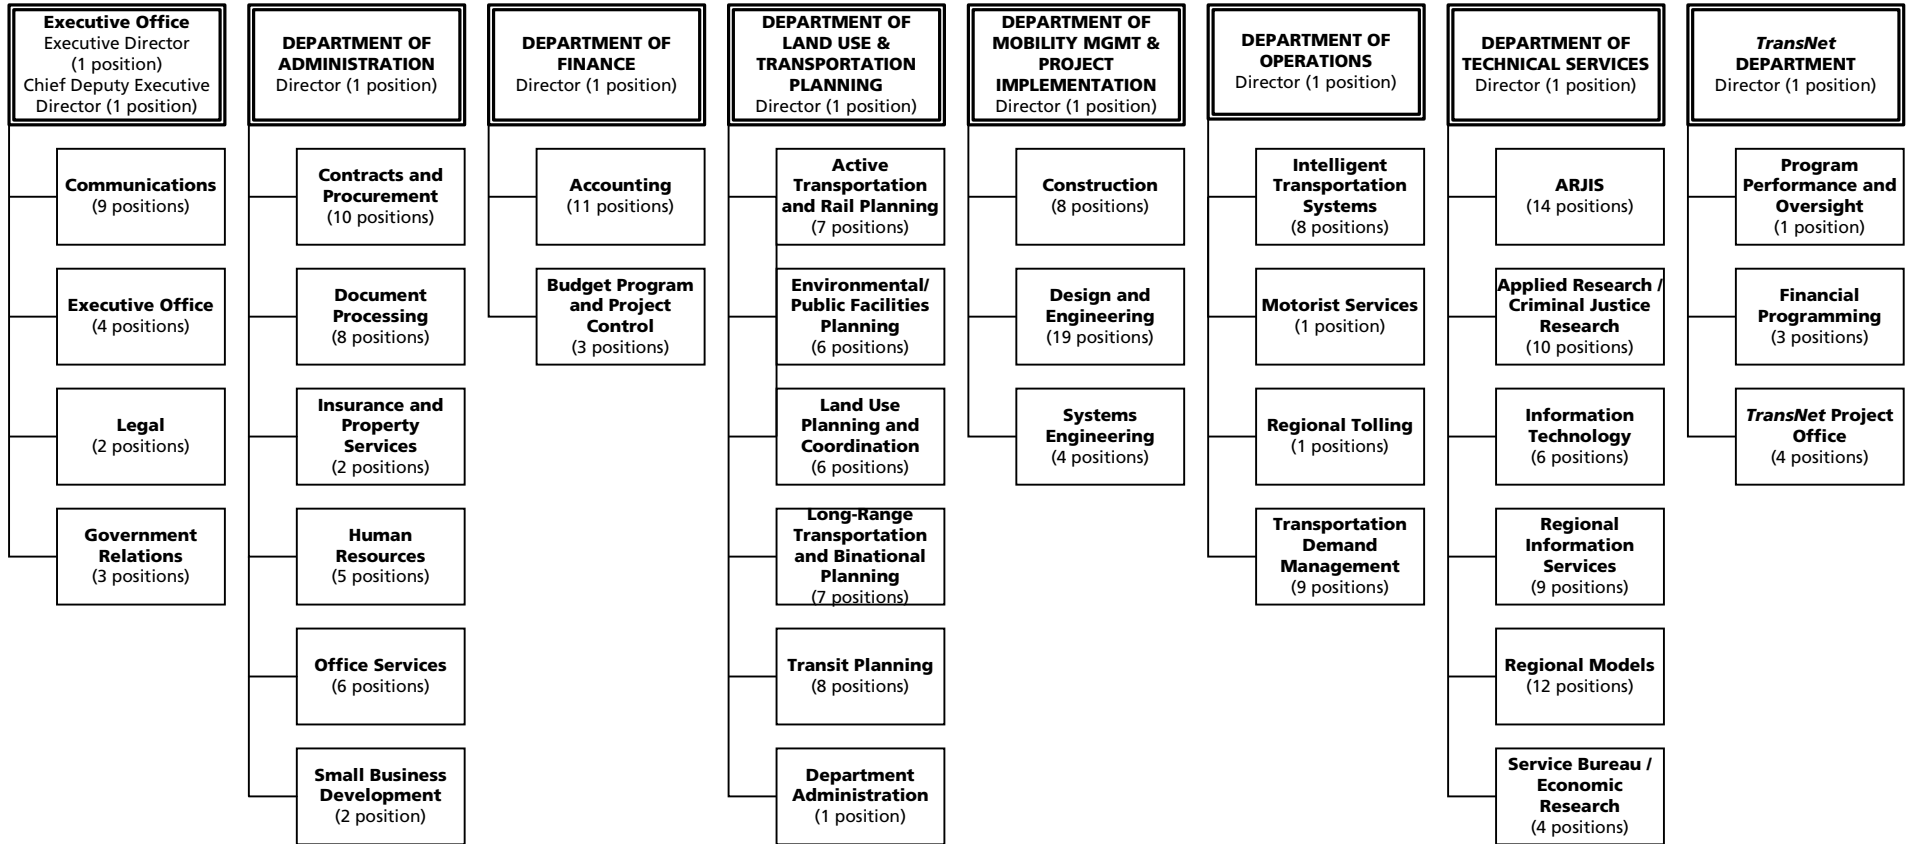 Executive Office
Executive Director
(1 position)
Chief Deputy Executive
Director (1 position)
Communications
(9 positions)
Executive Office
(4 positions)
Legal
(2 positions)
Government
Relations
(3 positions)
DEPARTMENT OF
ADMINISTRATION
Director (1 position)
Contracts and
Procurement
(10 positions)
Document
Processing
(8 positions)
Insurance and
Property
Services
(2 positions)
Human
Resources
(5 positions)
Office Services
(6 positions)
Small Business
Development
(2 position)
DEPARTMENT OF
FINANCE
Director (1 position)
Accounting
(11 positions)
Budget Program
and Project
Control
(3 positions)
DEPARTMENT OF
LAND USE &
TRANSPORTATION
PLANNING
Director (1 position)
Active
Transportation
and Rail Planning
(7 positions)
Environmental/
Public Facilities
Planning
(6 positions)
Land Use
Planning and
Coordination
(6 positions)
Long-Range
Transportation
and Binational
Planning
(7 positions)
Transit Planning
(8 positions)
Department
Administration
(1 position)
DEPARTMENT OF
MOBILITY MGMT &
PROJECT
IMPLEMENTATION
Director (1 position)
Construction
(8 positions)
Design and
Engineering
(19 positions)
Systems
Engineering
(4 positions)
DEPARTMENT OF
OPERATIONS
Director (1 position)
Intelligent
Transportation
Systems
(8 positions)
Motorist Services
(1 position)
Regional Tolling
(1 positions)
Transportation
Demand
Management
(9 positions)
DEPARTMENT OF
TECHNICAL SERVICES
Director (1 position)
ARJIS
(14 positions)
Applied Research /
Criminal Justice
Research
(10 positions)
Information
Technology
(6 positions)
Regional
Information
Services
(9 positions)
Regional Models
(12 positions)
Service Bureau /
Economic
Research
(4 positions)
TransNet
DEPARTMENT
Director (1 position)
Program
Performance and
Oversight
(1 position)
Financial
Programming
(3 positions)
TransNet Project
Office
(4 positions)